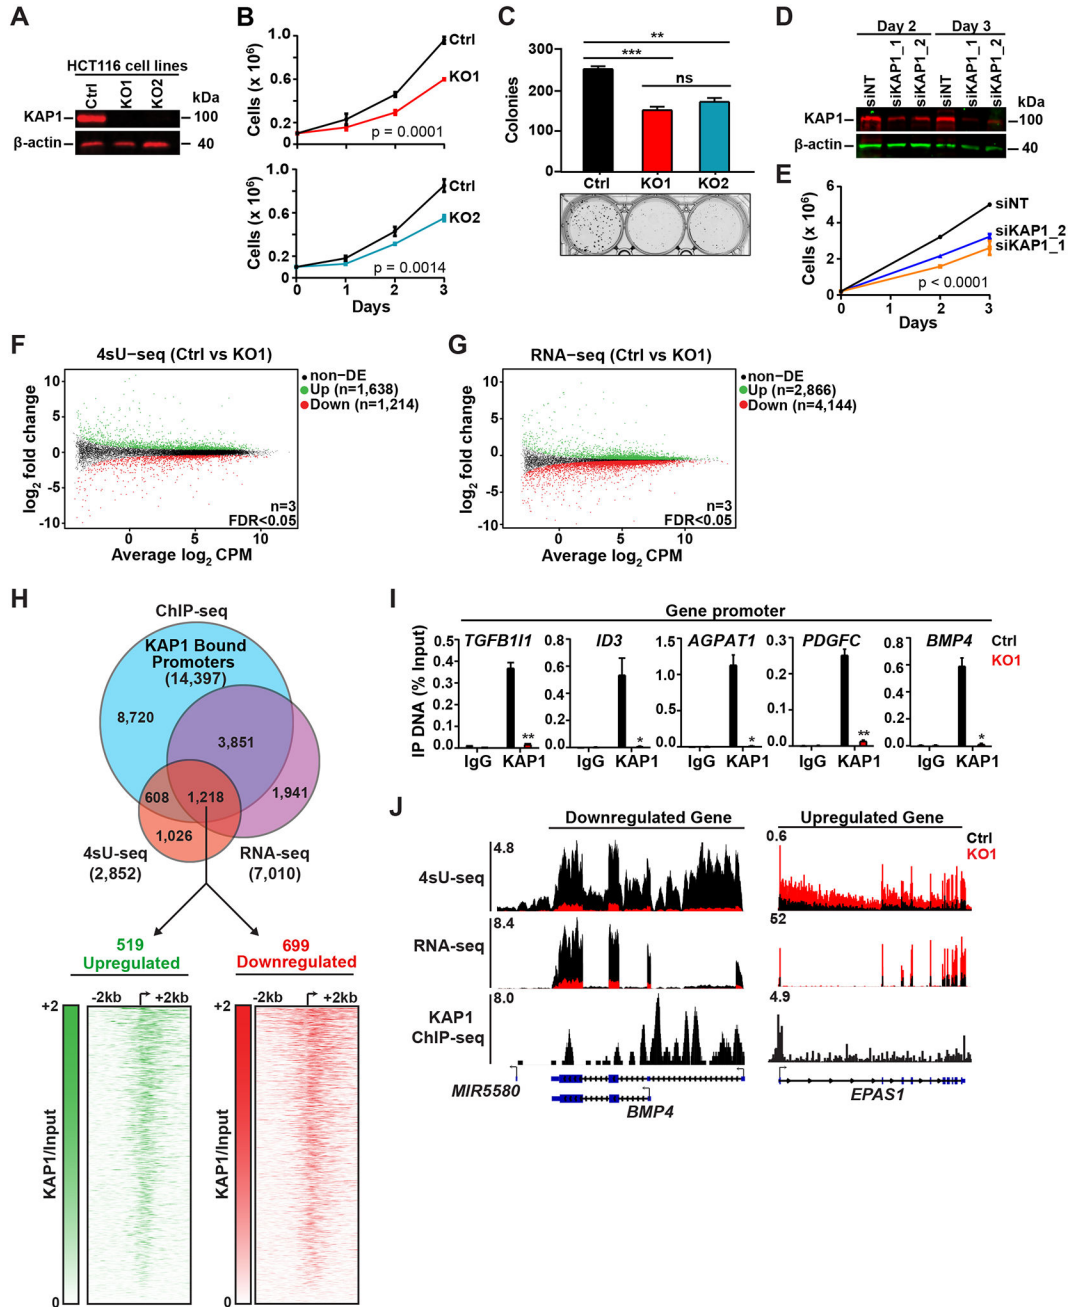 A
HCT116 cell lines
Ctrl
KO1
KO2
kDa
KAP1
100
β-actin
40
B
Cells (x 10⁶)
1.0
0.6
0.2
0
1
2
3
Ctrl
KO1
p = 0.0001
Cells (x 10⁶)
1.0
0.6
0.2
0
0
1
2
3
Ctrl
KO2
p = 0.0014
Days
C
Colonies
300
200
100
0
**
***
ns
Ctrl
KO1
KO2
D
Day 2
Day 3
siNT
siKAP1_1
siKAP1_2
siNT
siKAP1_1
siKAP1_2
kDa
KAP1
100
β-actin
40
E
Cells (x 10⁶)
6
4
2
0
0
1
2
3
siNT
siKAP1_2
siKAP1_1
p < 0.0001
Days
F
4sU−seq (Ctrl vs KO1)
non−DE
Up (n=1,638)
Down (n=1,214)
log₂ fold change
10
5
0
-5
-10
n=3
FDR<0.05
0
5
10
Average log₂ CPM
G
RNA−seq (Ctrl vs KO1)
non−DE
Up (n=2,866)
Down (n=4,144)
log₂ fold change
10
5
0
-5
-10
n=3
FDR<0.05
0
5
10
Average log₂ CPM
H
ChIP-seq
KAP1 Bound
Promoters
(14,397)
8,720
3,851
608
1,218
1,941
1,026
4sU-seq
(2,852)
RNA-seq
(7,010)
519
Upregulated
699
Downregulated
+2
-2kb
+2kb
KAP1/Input
0
+2
-2kb
+2kb
KAP1/Input
0
I
Gene promoter
IP DNA (% Input)
TGFB1I1
0.5
0.4
0.3
0.2
0.1
0.0
**
IgG KAP1
ID3
0.8
0.6
0.4
0.2
0.0
*
IgG KAP1
AGPAT1
1.5
1.0
0.5
0.0
*
IgG KAP1
PDGFC
0.3
0.2
0.1
0.0
**
IgG KAP1
BMP4
0.8
0.6
0.4
0.2
0.0
*
IgG KAP1
Ctrl
KO1
J
Downregulated Gene
Upregulated Gene
4sU-seq
4.8
0.6
Ctrl
KO1
RNA-seq
8.4
52
KAP1
ChIP-seq
8.0
4.9
MIR5580
BMP4
EPAS1